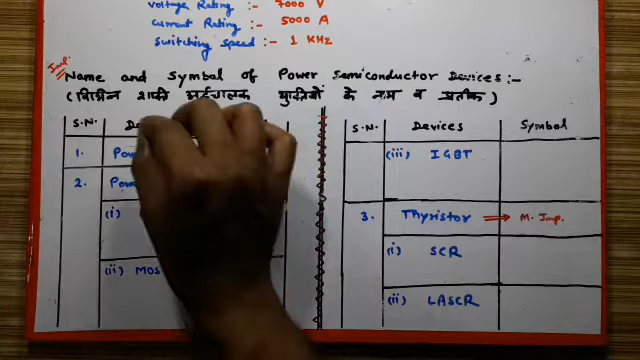 voltage Rating :- 7000 V
current Rating :- 5000 A
switching speed :- 1 KHz
Imp.
Name and Symbol of Power Semiconductor Devices:-
(विभिन्न शक्ति अर्द्धचालक युक्तियों के नाम व प्रतीक)
S.N.
1.
2.
(i)
(ii) MOS
S.N. Devices Symbol
(iii) IGBT
3. Thyristor ⇒ M. Imp.
(i) SCR
(ii) LASCR